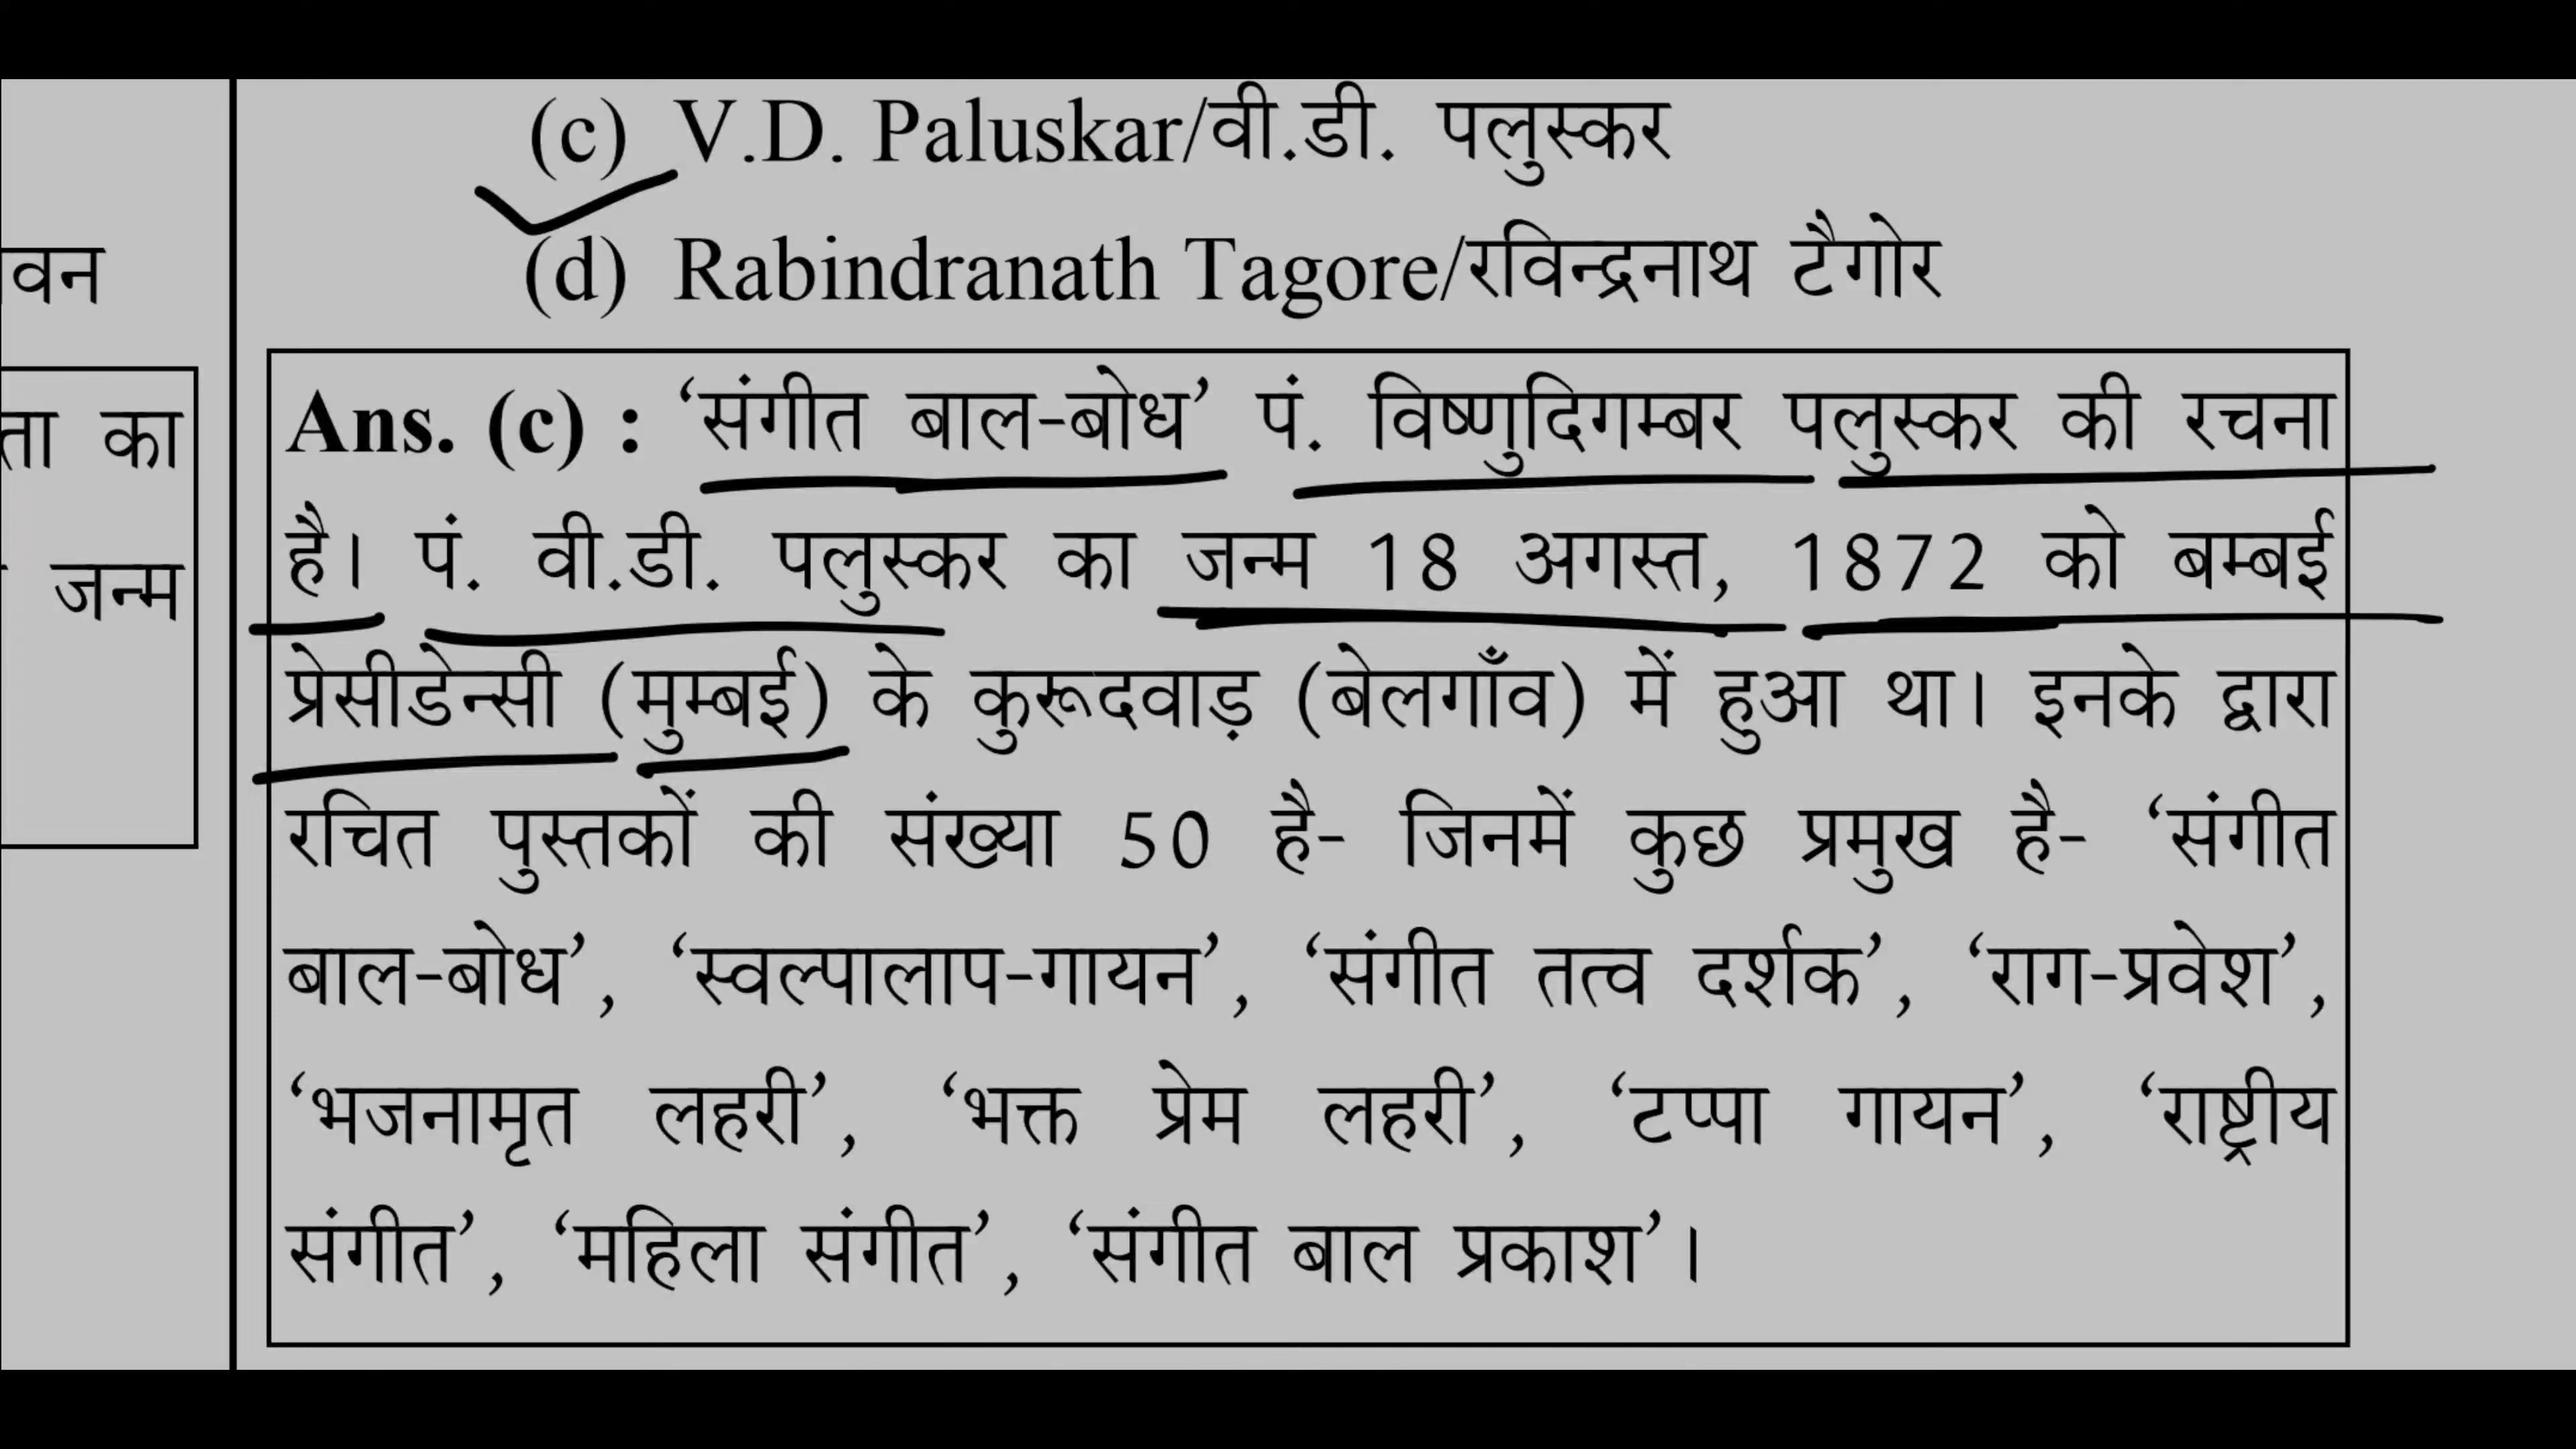 (c) V.D. Paluskar/वी.डी. पलुस्कर
(d) Rabindranath Tagore/रविन्द्रनाथ टैगोर
वन
ता का
जन्म
Ans. (c) : ‘संगीत बाल-बोध’ पं. विष्णुदिगम्बर पलुस्कर की रचना
है। पं. वी.डी. पलुस्कर का जन्म 18 अगस्त, 1872 को बम्बई
प्रेसीडेन्सी (मुम्बई) के कुरूदवाड़ (बेलगाँव) में हुआ था। इनके द्वारा
रचित पुस्तकों की संख्या 50 है- जिनमें कुछ प्रमुख है- ‘संगीत
बाल-बोध’, ‘स्वल्पालाप-गायन’, ‘संगीत तत्व दर्शक’, ‘राग-प्रवेश’,
‘भजनामृत लहरी’, ‘भक्त प्रेम लहरी’, ‘टप्पा गायन’, ‘राष्ट्रीय
संगीत’, ‘महिला संगीत’, ‘संगीत बाल प्रकाश’।